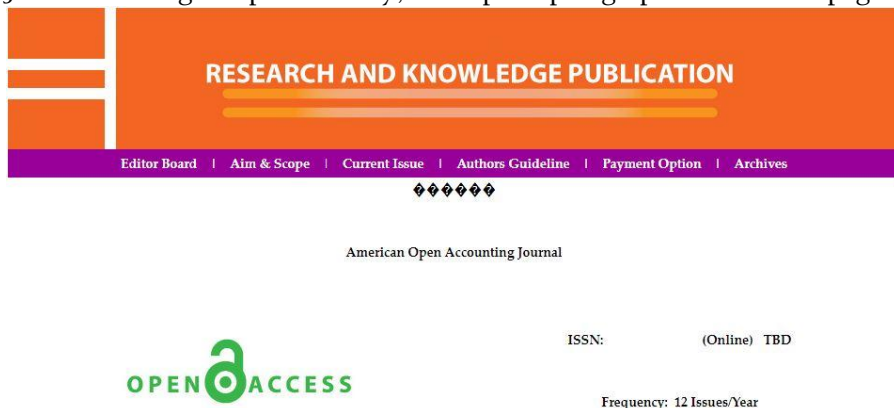 RESEARCH AND KNOWLEDGE PUBLICATION
Editor Board | Aim & Scope | Current Issue | Authors Guideline | Payment Option | Archives
������
American Open Accounting Journal
ISSN: (Online) TBD
OPEN ACCESS
Frequency: 12 Issues/Year